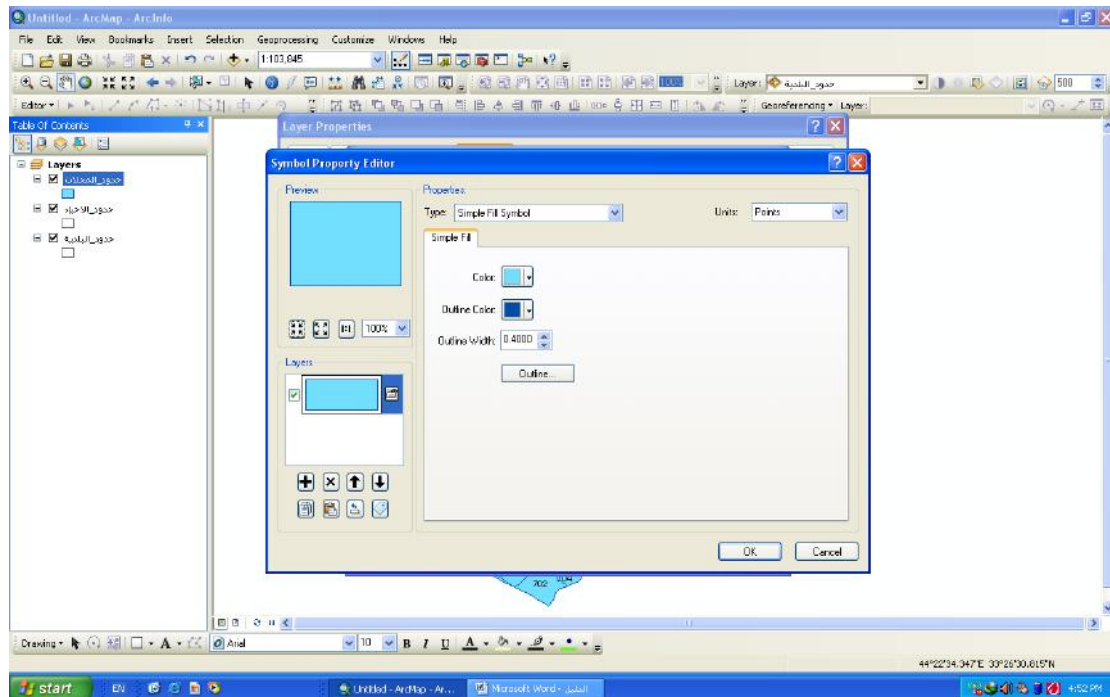 Untitled - ArcMap - ArcInfo
File Edit View Bookmarks Insert Selection Geoprocessing Customize Windows Help
1:103,845
100%
Layer: حدود_البلدية
500
Editor
Georeferencing Layer:
Table Of Contents
Layers
حدود_المحلات
حدود_الاحياء
حدود_البلدية
Layer Properties
Symbol Property Editor
Preview
100%
Layers
Properties:
Type: Simple Fill Symbol
Units: Points
Simple Fill
Color:
Outline Color:
Outline Width: 0.4000
Outline...
OK
Cancel
702
Drawing
A
Arial
10
B I U A
44°22'34.347"E 33°26'30.615"N
start
EN
Untitled - ArcMap - Ar...
Microsoft Word - الدليل
4:52 PM